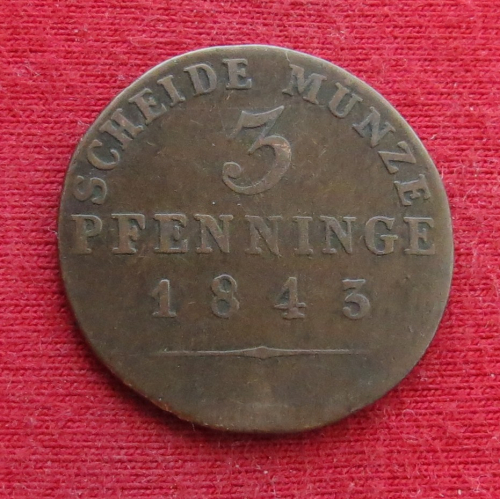 SCHEIDE MUNZE
3
PFENNINGE
1843